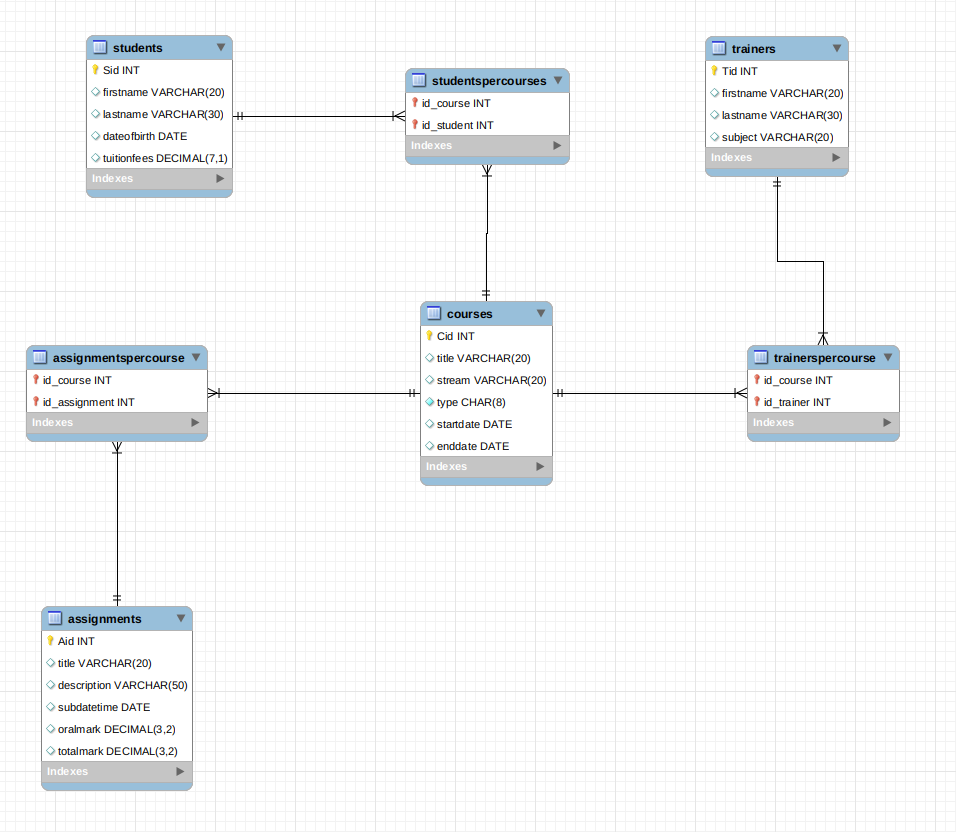 students
Sid INT
firstname VARCHAR(20)
lastname VARCHAR(30)
dateofbirth DATE
tuitionfees DECIMAL(7,1)
Indexes
studentspercourses
id_course INT
id_student INT
Indexes
trainers
Tid INT
firstname VARCHAR(20)
lastname VARCHAR(30)
subject VARCHAR(20)
Indexes
courses
Cid INT
title VARCHAR(20)
stream VARCHAR(20)
type CHAR(8)
startdate DATE
enddate DATE
Indexes
assignmentspercourse
id_course INT
id_assignment INT
Indexes
trainerspercourse
id_course INT
id_trainer INT
Indexes
assignments
Aid INT
title VARCHAR(20)
description VARCHAR(50)
subdatetime DATE
oralmark DECIMAL(3,2)
totalmark DECIMAL(3,2)
Indexes